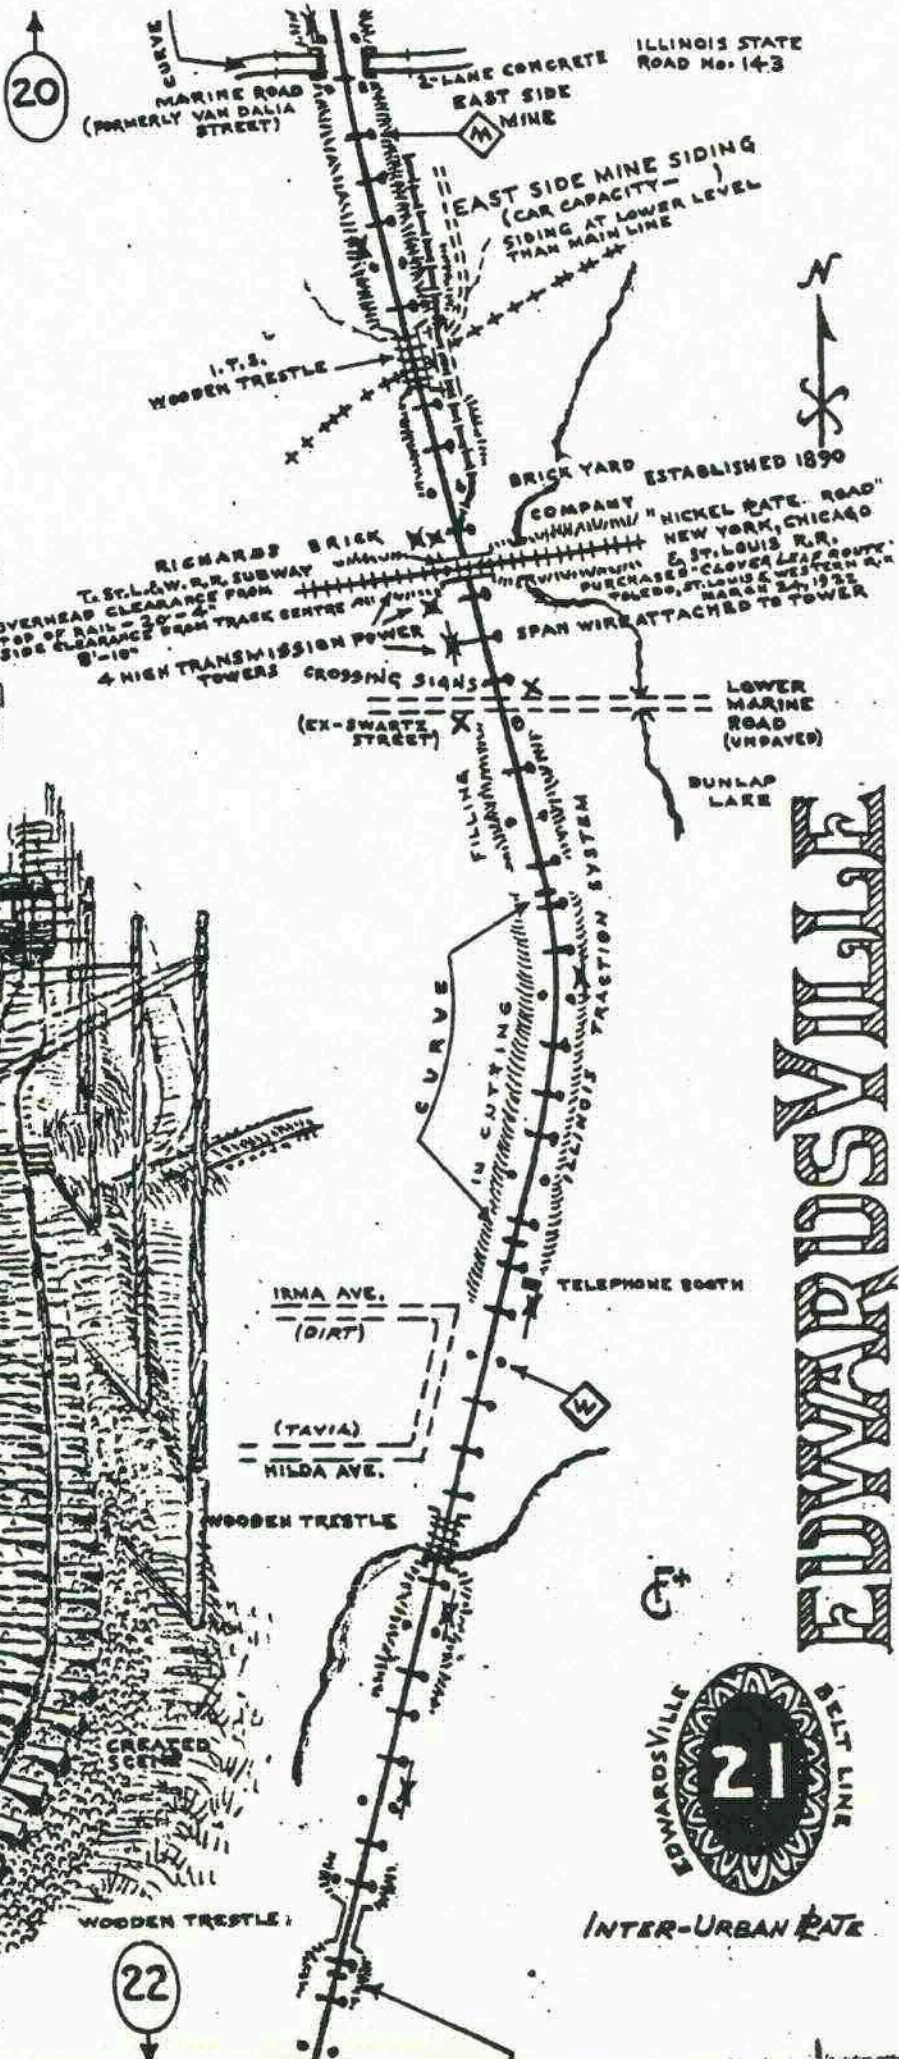 20
CURVE
MARINE ROAD
(FORMERLY VAN DALIA
STREET)
2-LANE CONCRETE
ILLINOIS STATE
ROAD NO. 143
EAST SIDE
MINE
M
EAST SIDE MINE SIDING
(CAR CAPACITY- )
SIDING AT LOWER LEVEL
THAN MAIN LINE
N
I.T.S.
WOODEN TRESTLE
BRICK YARD
ESTABLISHED 1890
RICHARDS BRICK
COMPANY
"NICKEL PLATE ROAD"
NEW YORK, CHICAGO
& ST. LOUIS R.R.
PURCHASED "CLOVER LEAF ROUTE"
TOLEDO, ST. LOUIS & WESTERN R.R
MARCH 29, 1922
T. ST. L. & W. R.R. SUBWAY
OVERHEAD CLEARANCE FROM
TOP OF RAIL - 20'-4"
SIDE CLEARANCE FROM TRACK CENTRE
8'-10"
4 HIGH TRANSMISSION POWER
TOWERS
SPAN WIRE ATTACHED TO TOWER
CROSSING SIGNS
(EX-SWARTZ
STREET)
LOWER
MARINE
ROAD
(UNPAVED)
DUNLAP
LAKE
FILLING
CURVE
IN CUTTING
ILLINOIS TRACTION SYSTEM
EDWARDSVILLE
TELEPHONE BOOTH
IRMA AVE.
(DIRT)
W
(TAVIA)
HILDA AVE.
WOODEN TRESTLE
CREATED
SCENE
EDWARDSVILLE
21
BELT LINE
INTER-URBAN PLATE
WOODEN TRESTLE
22